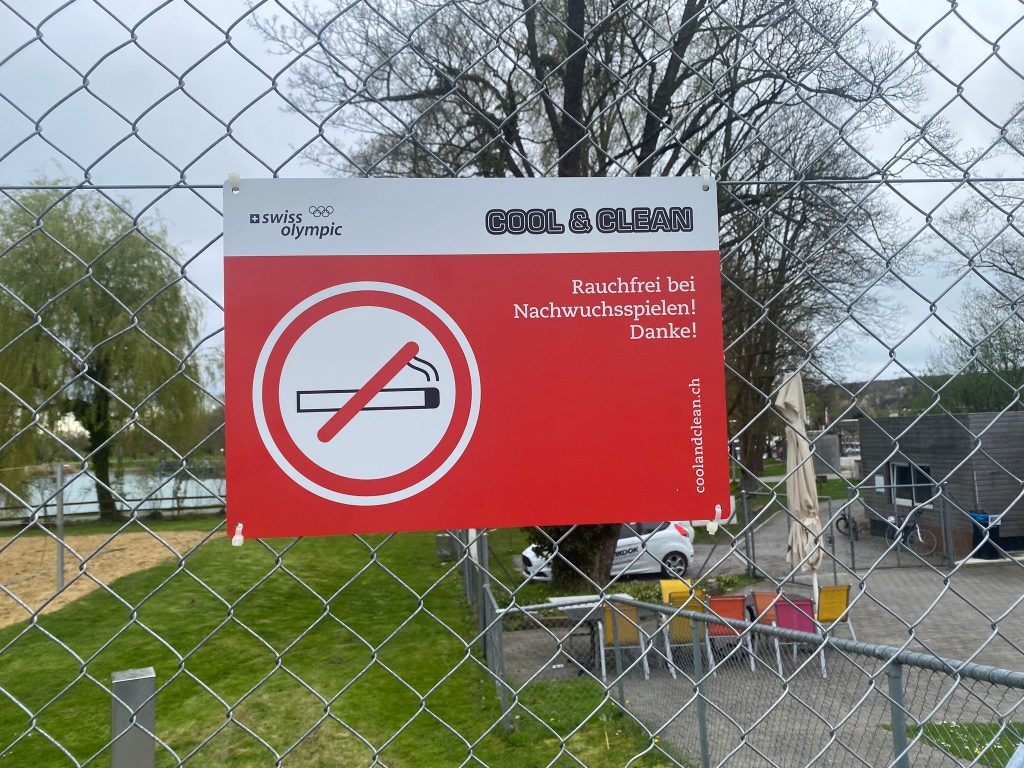 swiss olympic
COOL & CLEAN
Rauchfrei bei
Nachwuchsspielen!
Danke!
coolandclean.ch